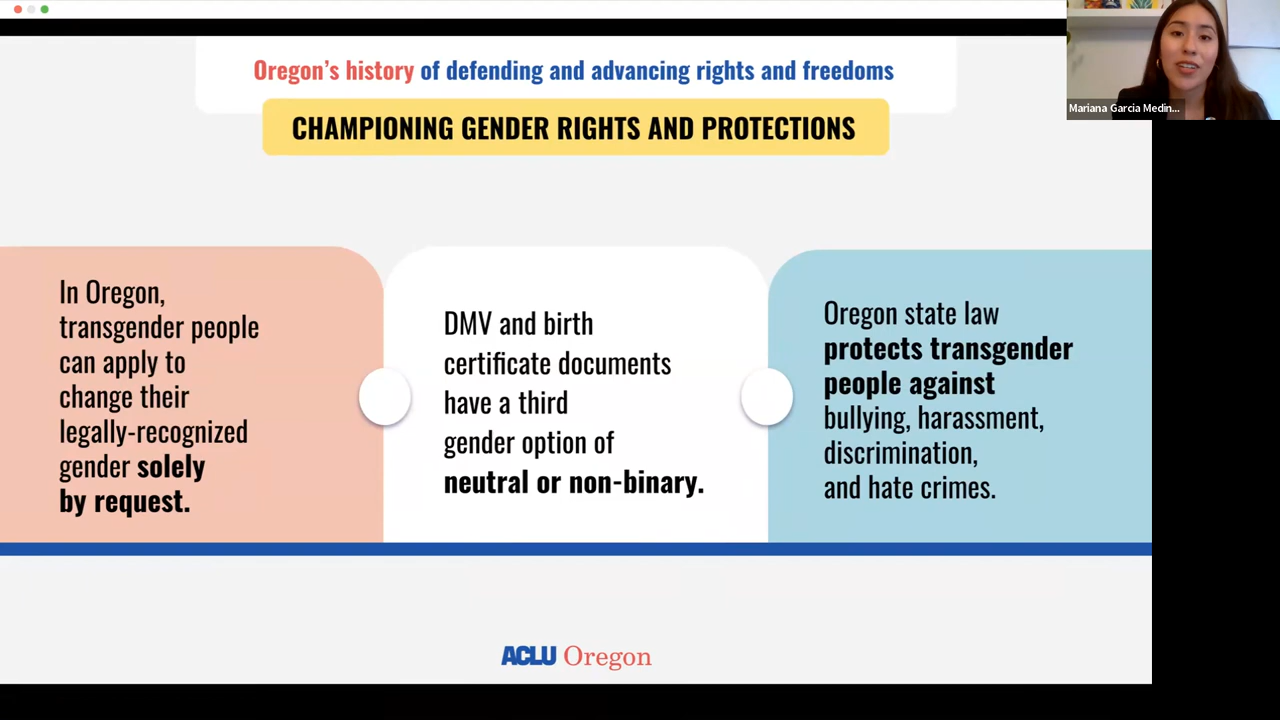 Oregon's history of defending and advancing rights and freedoms
CHAMPIONING GENDER RIGHTS AND PROTECTIONS
Mariana Garcia Medin...
In Oregon,
transgender people
can apply to
change their
legally-recognized
gender solely
by request.
DMV and birth
certificate documents
have a third
gender option of
neutral or non-binary.
Oregon state law
protects transgender
people against
bullying, harassment,
discrimination,
and hate crimes.
ACLU Oregon